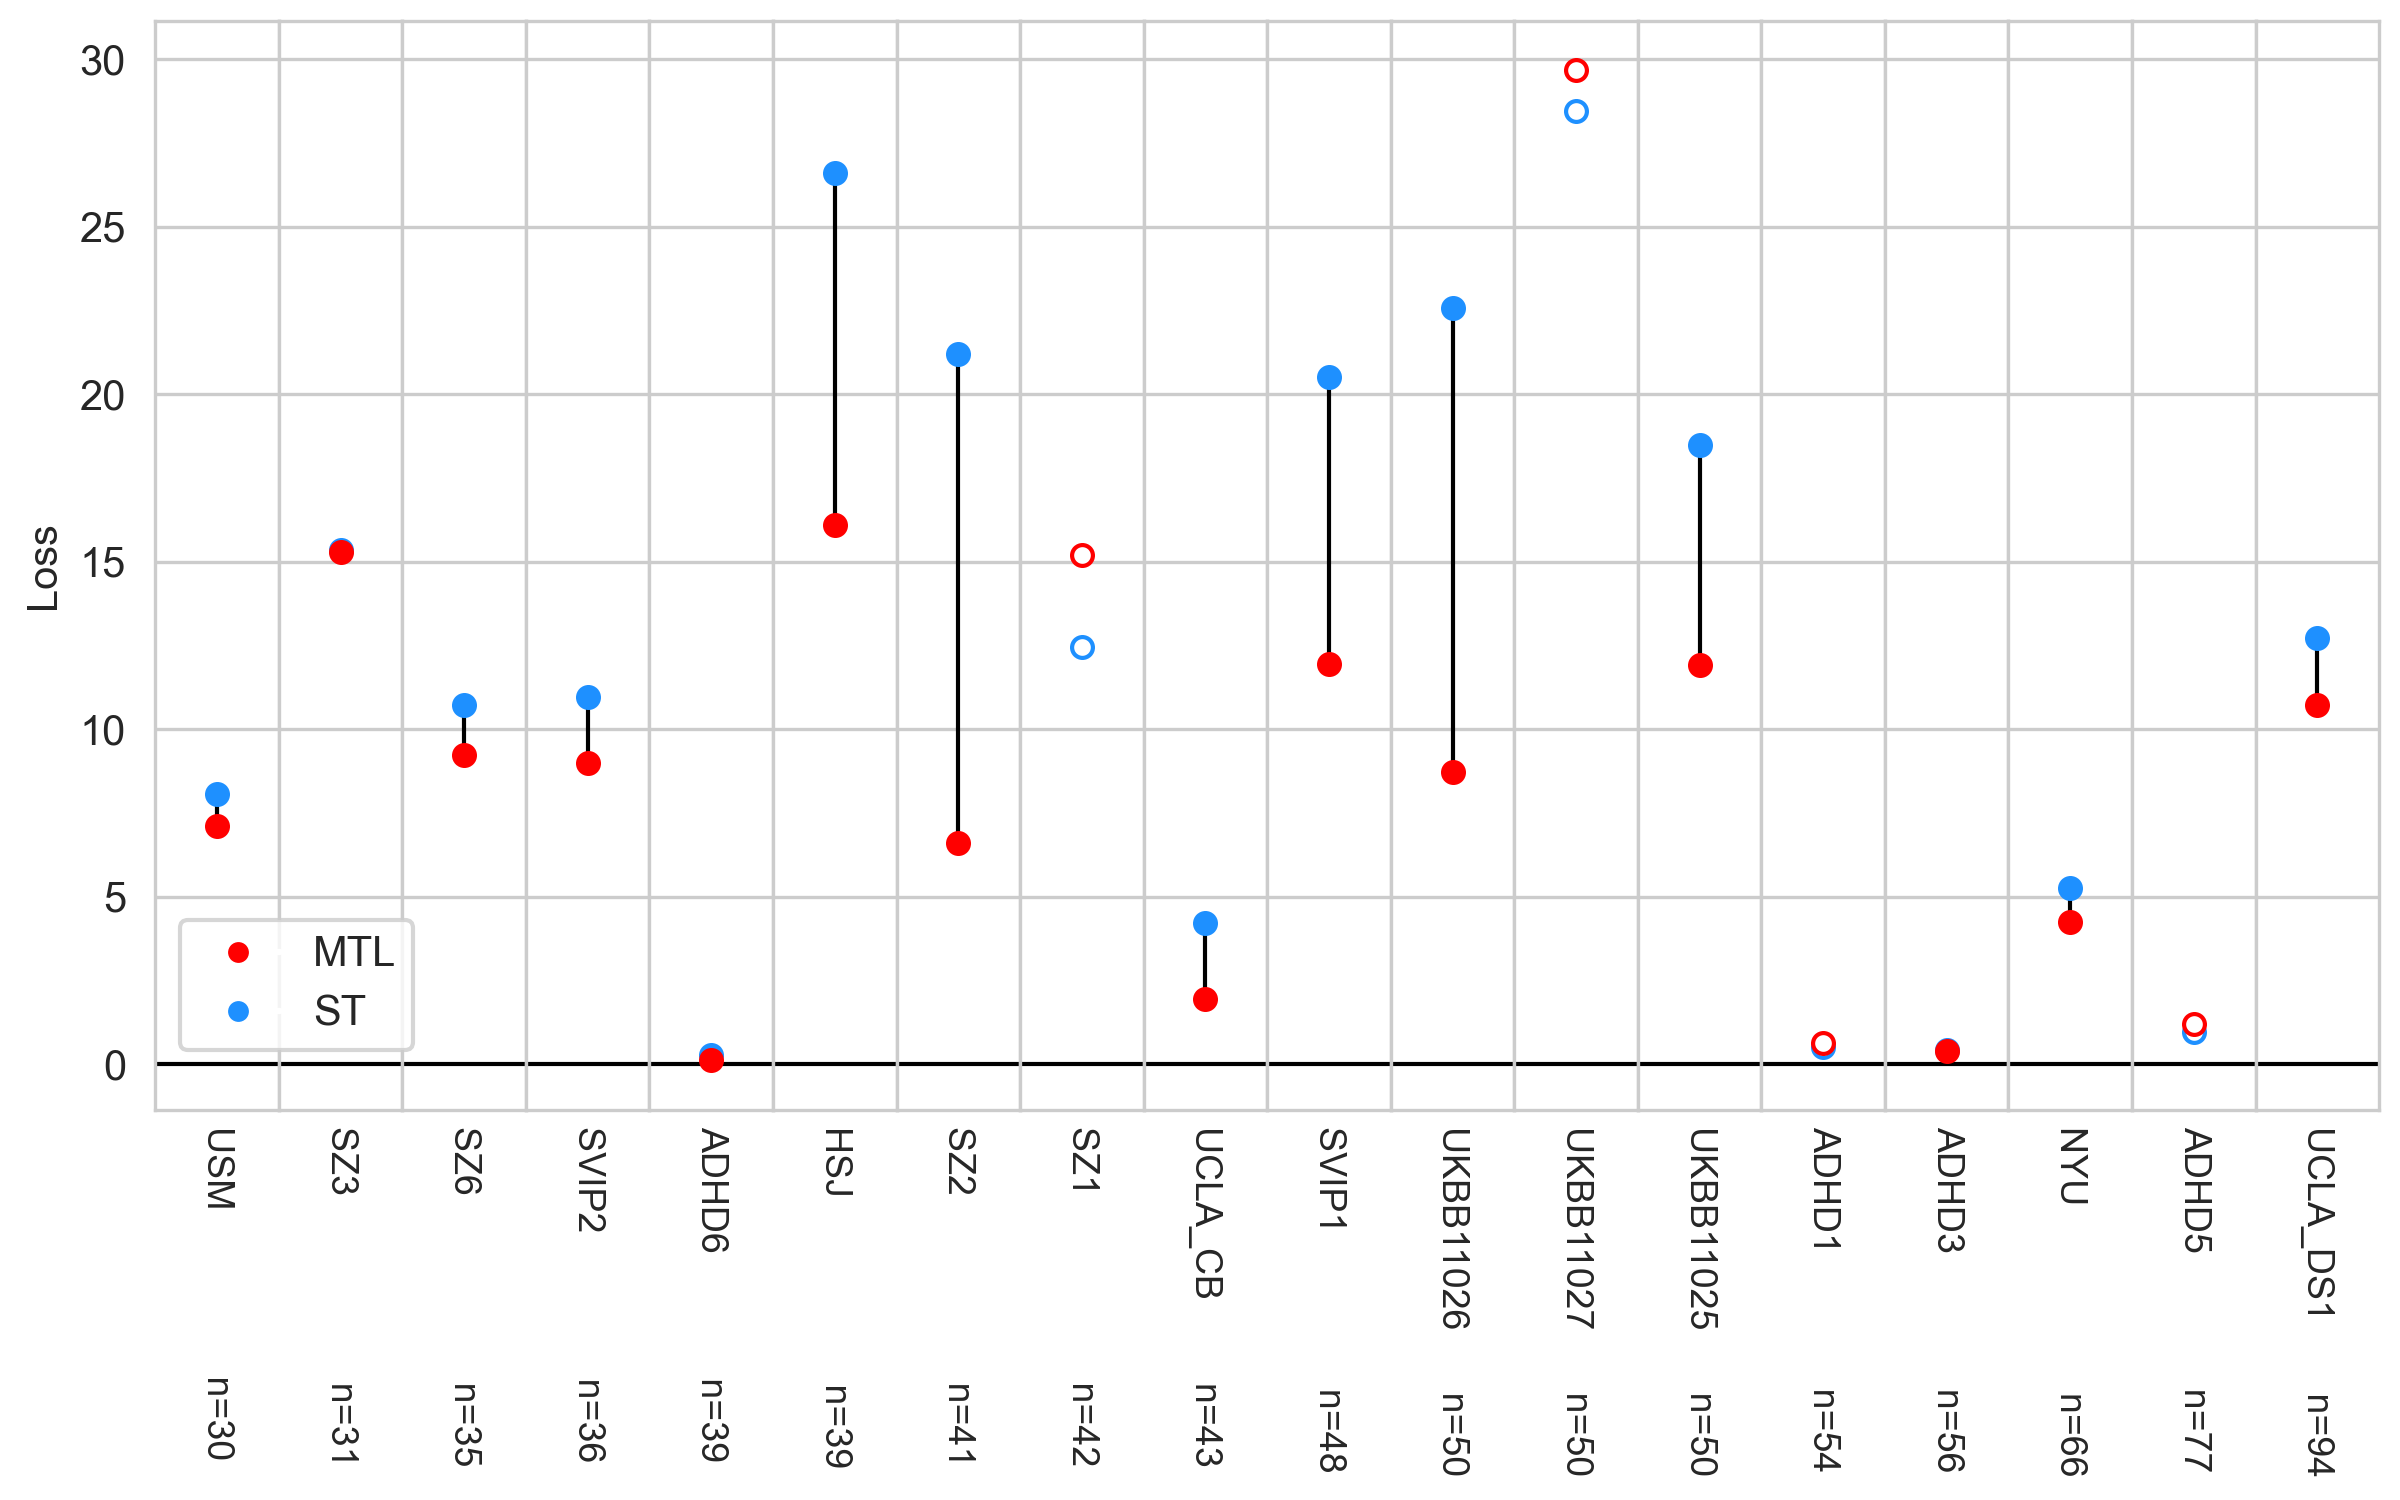 30
25
20
15
10
5
0
Loss
MTL
ST
USM n=30
SZ3 n=31
SZ6 n=35
SVIP2 n=36
ADHD6 n=39
HSJ n=39
SZ2 n=41
SZ1 n=42
UCLA_CB n=43
SVIP1 n=48
UKBB11026 n=50
UKBB11027 n=50
UKBB11025 n=50
ADHD1 n=54
ADHD3 n=56
NYU n=66
ADHD5 n=77
UCLA_DS1 n=94